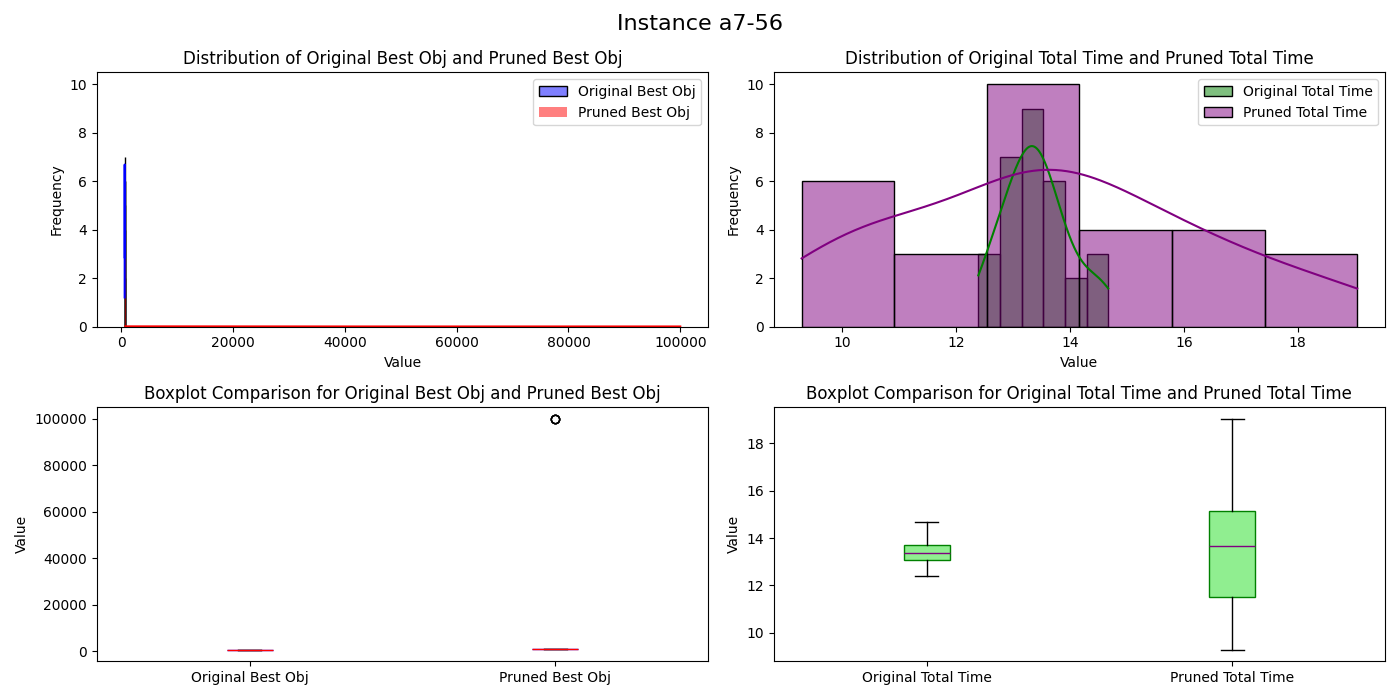 Instance a7-56
Distribution of Original Best Obj and Pruned Best Obj
10
8
6
4
2
0
Frequency
Original Best Obj
Pruned Best Obj
0 20000 40000 60000 80000 100000
Value
Distribution of Original Total Time and Pruned Total Time
10
8
6
4
2
0
Frequency
Original Total Time
Pruned Total Time
10 12 14 16 18
Value
Boxplot Comparison for Original Best Obj and Pruned Best Obj
100000
80000
60000
40000
20000
0
Value
Original Best Obj Pruned Best Obj
Boxplot Comparison for Original Total Time and Pruned Total Time
18
16
14
12
10
Value
Original Total Time Pruned Total Time